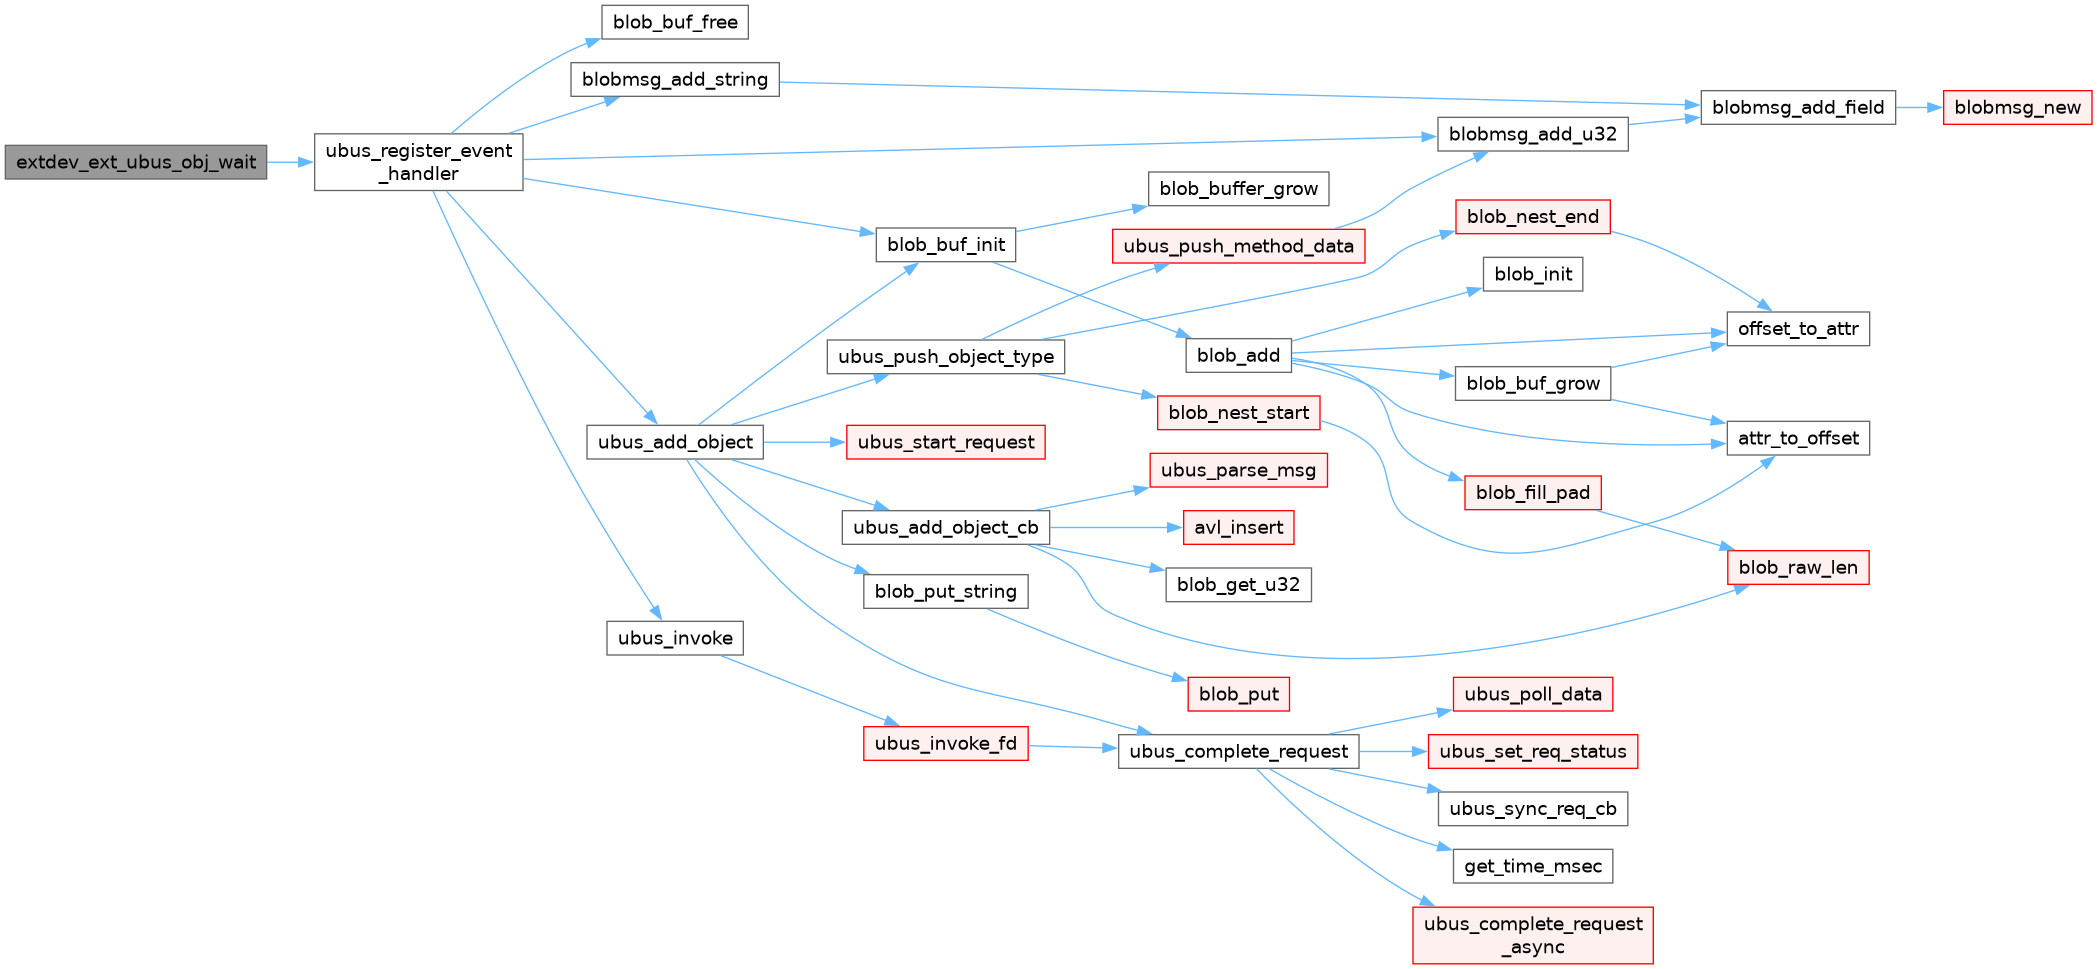 blob_buf_free
blobmsg_add_string
blobmsg_add_field
blobmsg_new
blobmsg_add_u32
extdev_ext_ubus_obj_wait
ubus_register_event
_handler
blob_buffer_grow
blob_nest_end
blob_buf_init
ubus_push_method_data
blob_init
offset_to_attr
ubus_push_object_type
blob_add
blob_buf_grow
blob_nest_start
ubus_add_object
ubus_start_request
attr_to_offset
ubus_parse_msg
blob_fill_pad
ubus_add_object_cb
avl_insert
blob_raw_len
blob_get_u32
blob_put_string
ubus_invoke
blob_put
ubus_poll_data
ubus_invoke_fd
ubus_complete_request
ubus_set_req_status
ubus_sync_req_cb
get_time_msec
ubus_complete_request
_async